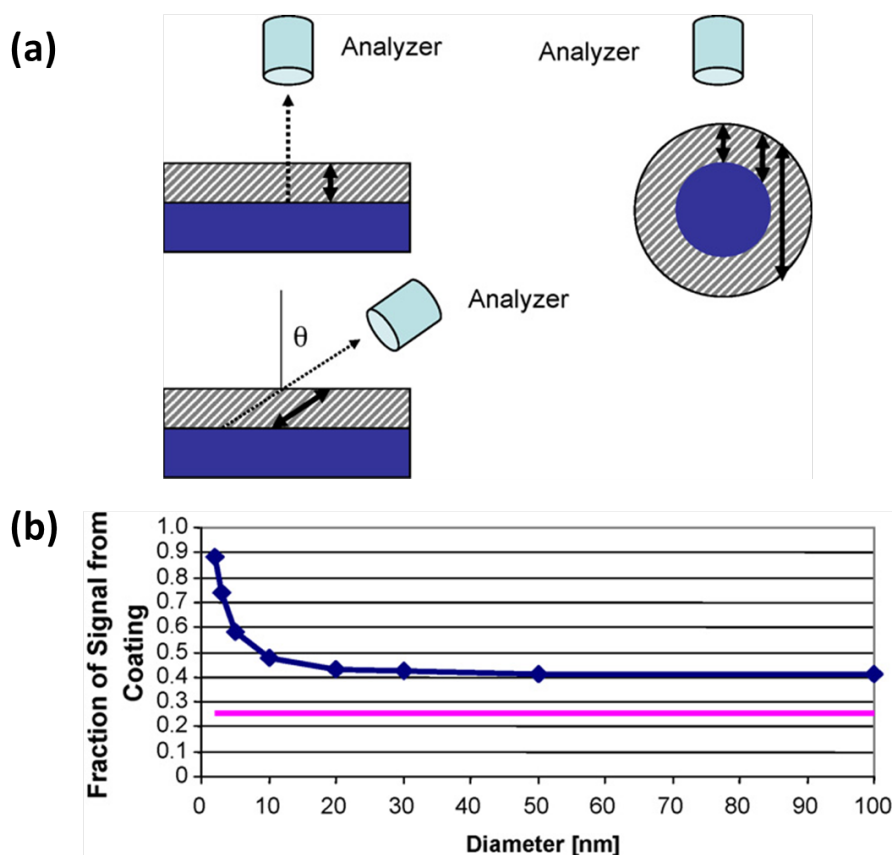 (a)
Analyzer
Analyzer
Analyzer
θ
(b)
Fraction of Signal from
Coating
1.0
0.9
0.8
0.7
0.6
0.5
0.4
0.3
0.2
0.1
0
0 10 20 30 40 50 60 70 80 90 100
Diameter [nm]